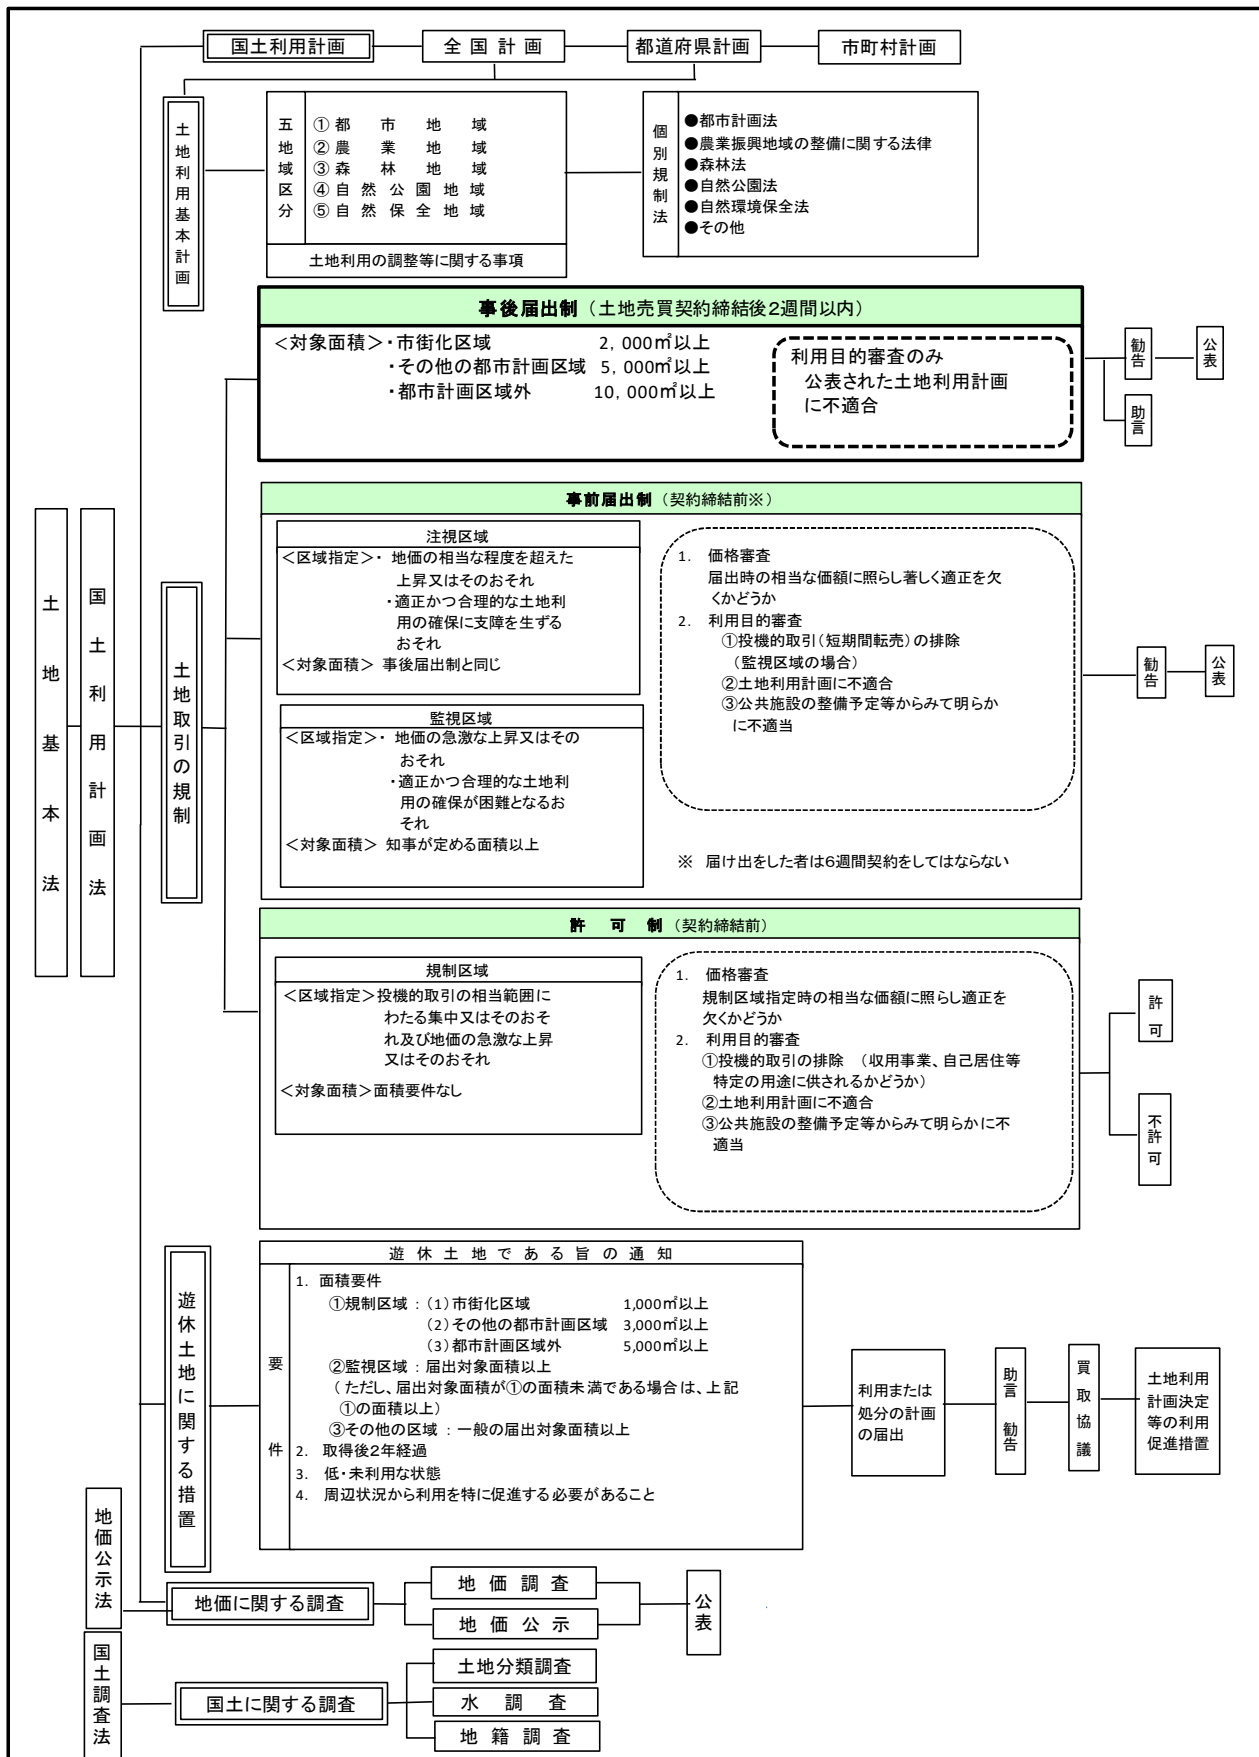 国土利用計画
全国計画
都道府県計画
市町村計画
土地利用基本計画
五地域区分
①都市地域
②農業地域
③森林地域
④自然公園地域
⑤自然保全地域
土地利用の調整等に関する事項
個別規制法
●都市計画法
●農業振興地域の整備に関する法律
●森林法
●自然公園法
●自然環境保全法
●その他
事後届出制（土地売買契約締結後2週間以内）
＜対象面積＞・市街化区域 2，000㎡以上
・その他の都市計画区域 5，000㎡以上
・都市計画区域外 10，000㎡以上
利用目的審査のみ
公表された土地利用計画
に不適合
勧告
公表
助言
土地基本法
国土利用計画法
土地取引の規制
事前届出制（契約締結前※）
注視区域
＜区域指定＞・ 地価の相当な程度を超えた
上昇又はそのおそれ
・適正かつ合理的な土地利
用の確保に支障を生ずる
おそれ
＜対象面積＞ 事後届出制と同じ
監視区域
＜区域指定＞・ 地価の急激な上昇又はその
おそれ
・適正かつ合理的な土地利
用の確保が困難となるお
それ
＜対象面積＞ 知事が定める面積以上
1. 価格審査
届出時の相当な価額に照らし著しく適正を欠
くかどうか
2. 利用目的審査
①投機的取引（短期間転売）の排除
（監視区域の場合）
②土地利用計画に不適合
③公共施設の整備予定等からみて明らか
に不適当
※ 届け出をした者は6週間契約をしてはならない
勧告
公表
許可制（契約締結前）
規制区域
＜区域指定＞投機的取引の相当範囲に
わたる集中又はそのおそ
れ及び地価の急激な上昇
又はそのおそれ
＜対象面積＞面積要件なし
1. 価格審査
規制区域指定時の相当な価額に照らし適正を
欠くかどうか
2. 利用目的審査
①投機的取引の排除 （収用事業、自己居住等
特定の用途に供されるかどうか）
②土地利用計画に不適合
③公共施設の整備予定等からみて明らかに不
適当
許可
不許可
遊休土地に関する措置
遊休土地である旨の通知
要件
1. 面積要件
①規制区域：（1）市街化区域 1,000㎡以上
（2）その他の都市計画区域 3,000㎡以上
（3）都市計画区域外 5,000㎡以上
②監視区域：届出対象面積以上
（ただし、届出対象面積が①の面積未満である場合は、上記
①の面積以上）
③その他の区域：一般の届出対象面積以上
2. 取得後2年経過
3. 低・未利用な状態
4. 周辺状況から利用を特に促進する必要があること
利用または
処分の計画
の届出
助言 勧告
買取協議
土地利用
計画決定
等の利用
促進措置
地価公示法
地価に関する調査
地価調査
地価公示
公表
国土調査法
国土に関する調査
土地分類調査
水調査
地籍調査